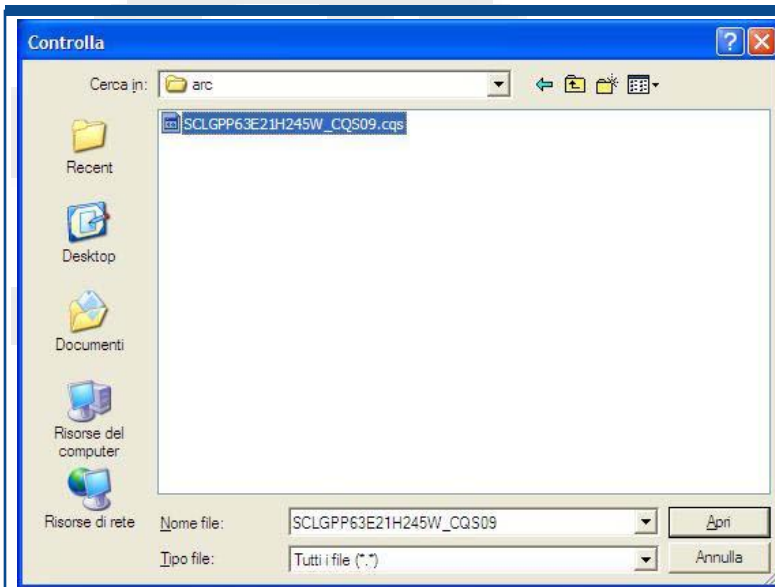 Controlla
Cerca in: arc
SCLGPP63E21H245W_CQS09.cqs
Recent
Desktop
Documenti
Risorse del
computer
Risorse di rete
Nome file: SCLGPP63E21H245W_CQS09 Apri
Tipo file: Tutti i file (*.*) Annulla